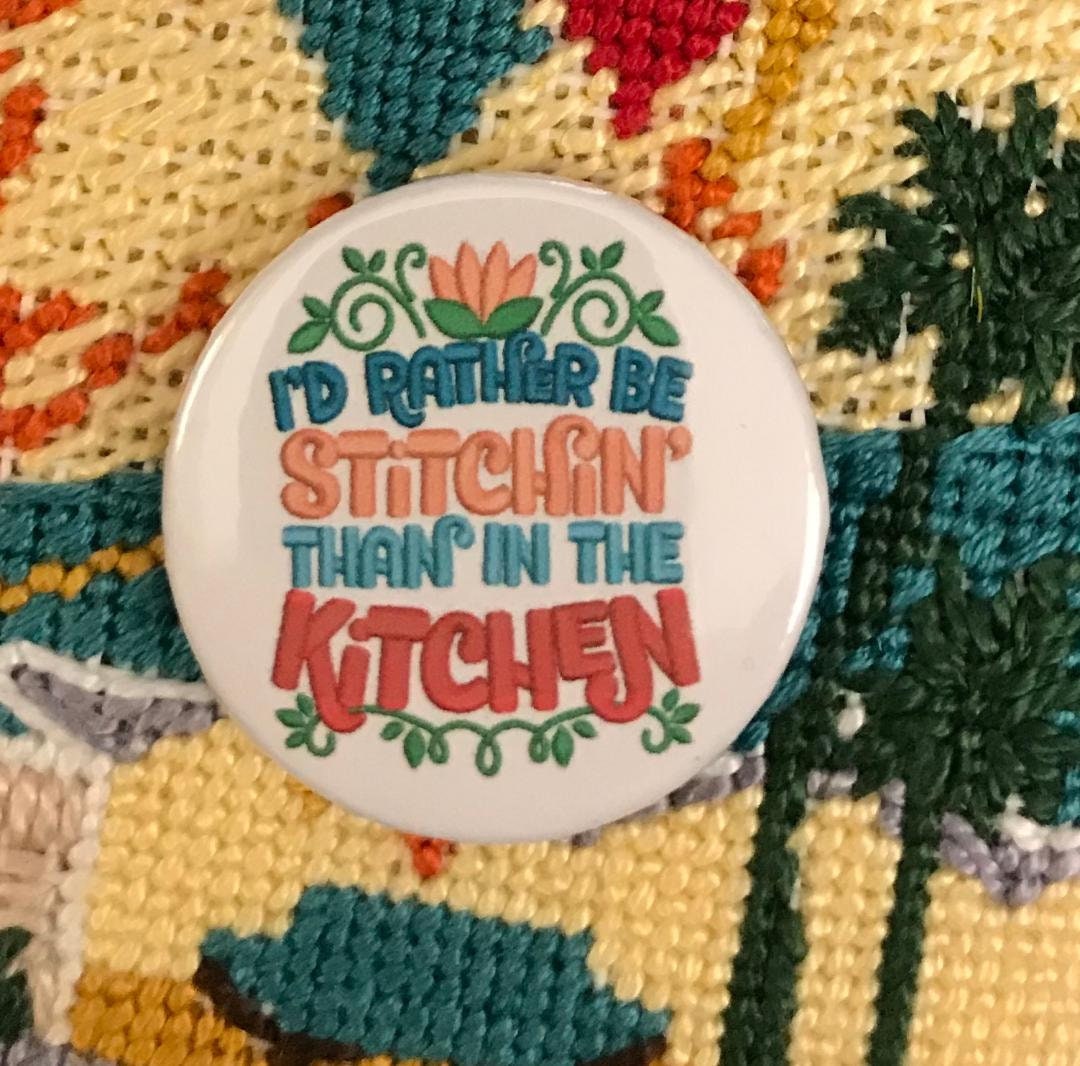 I'D RATHER BE
STiTCHiN'
THAN IN THE
KiTCHEN